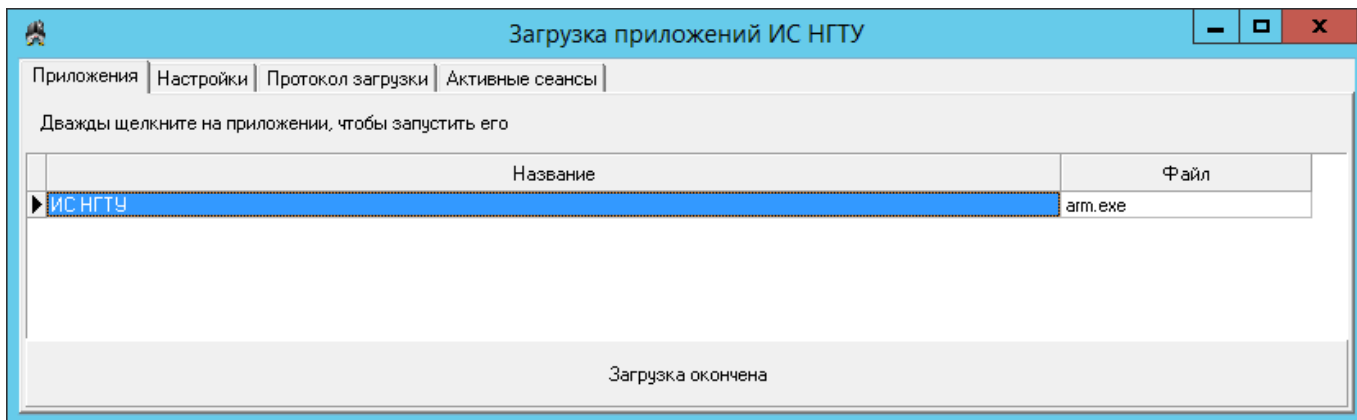 Загрузка приложений ИС НГТУ
Приложения Настройки Протокол загрузки Активные сеансы
Дважды щелкните на приложении, чтобы запустить его
Название Файл
ИС НГТУ arm.exe
Загрузка окончена